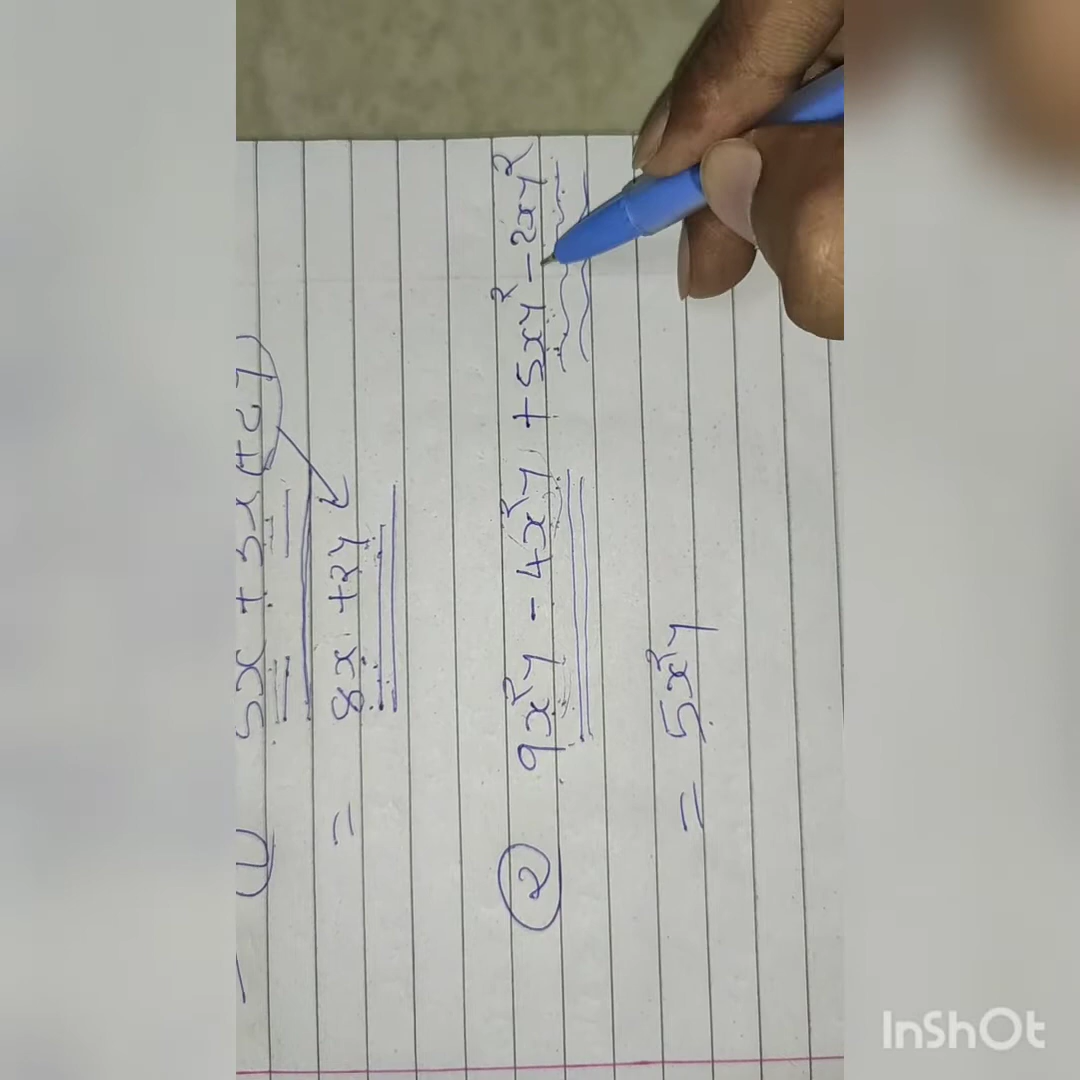 ① 5x + 3x + 2y
= 8x + 2y
② 9x²y - 4x²y + 5xy² - 2xy²
= 5x²y
InShOt